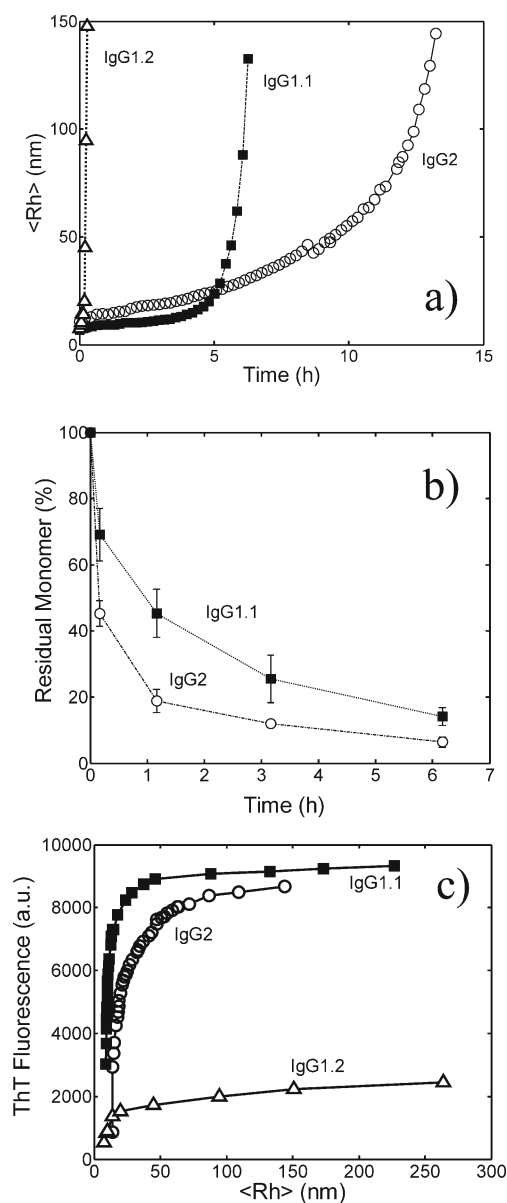 150
100
50
0
<Rh> (nm)
IgG1.2
IgG1.1
IgG2
a)
0 5 10 15
Time (h)
100
80
60
40
20
0
Residual Monomer (%)
b)
IgG1.1
IgG2
0 1 2 3 4 5 6 7
Time (h)
10000
8000
6000
4000
2000
0
ThT Fluorescence (a.u.)
IgG1.1
c)
IgG2
IgG1.2
0 50 100 150 200 250 300
<Rh> (nm)